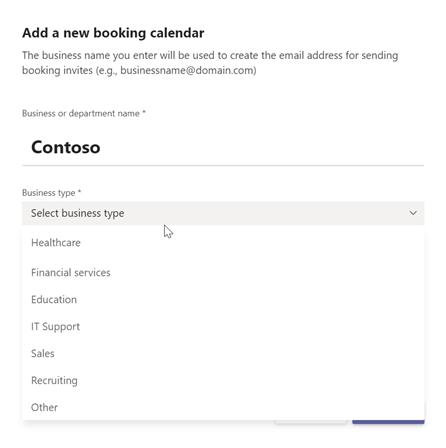 Add a new booking calendar
The business name you enter will be used to create the email address for sending
booking invites (e.g., businessname@domain.com)
Business or department name *
Contoso
Business type *
Select business type
Healthcare
Financial services
Education
IT Support
Sales
Recruiting
Other